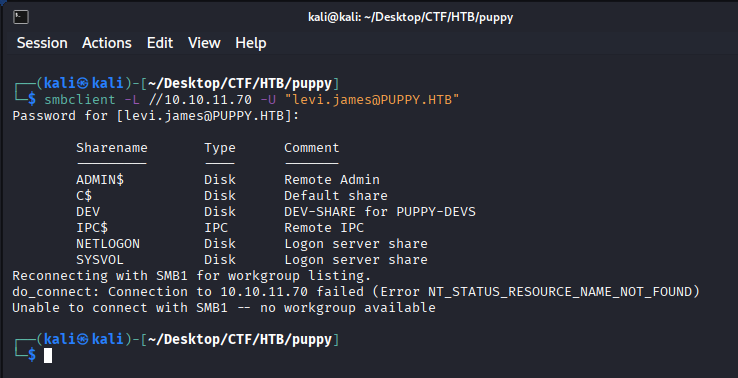 kali@kali: ~/Desktop/CTF/HTB/puppy
Session Actions Edit View Help
┌──(kali㉿kali)-[~/Desktop/CTF/HTB/puppy]
└─$ smbclient -L //10.10.11.70 -U "levi.james@PUPPY.HTB"
Password for [levi.james@PUPPY.HTB]:
Sharename Type Comment
--------- ---- -------
ADMIN$ Disk Remote Admin
C$ Disk Default share
DEV Disk DEV-SHARE for PUPPY-DEVS
IPC$ IPC Remote IPC
NETLOGON Disk Logon server share
SYSVOL Disk Logon server share
Reconnecting with SMB1 for workgroup listing.
do_connect: Connection to 10.10.11.70 failed (Error NT_STATUS_RESOURCE_NAME_NOT_FOUND)
Unable to connect with SMB1 -- no workgroup available
┌──(kali㉿kali)-[~/Desktop/CTF/HTB/puppy]
└─$